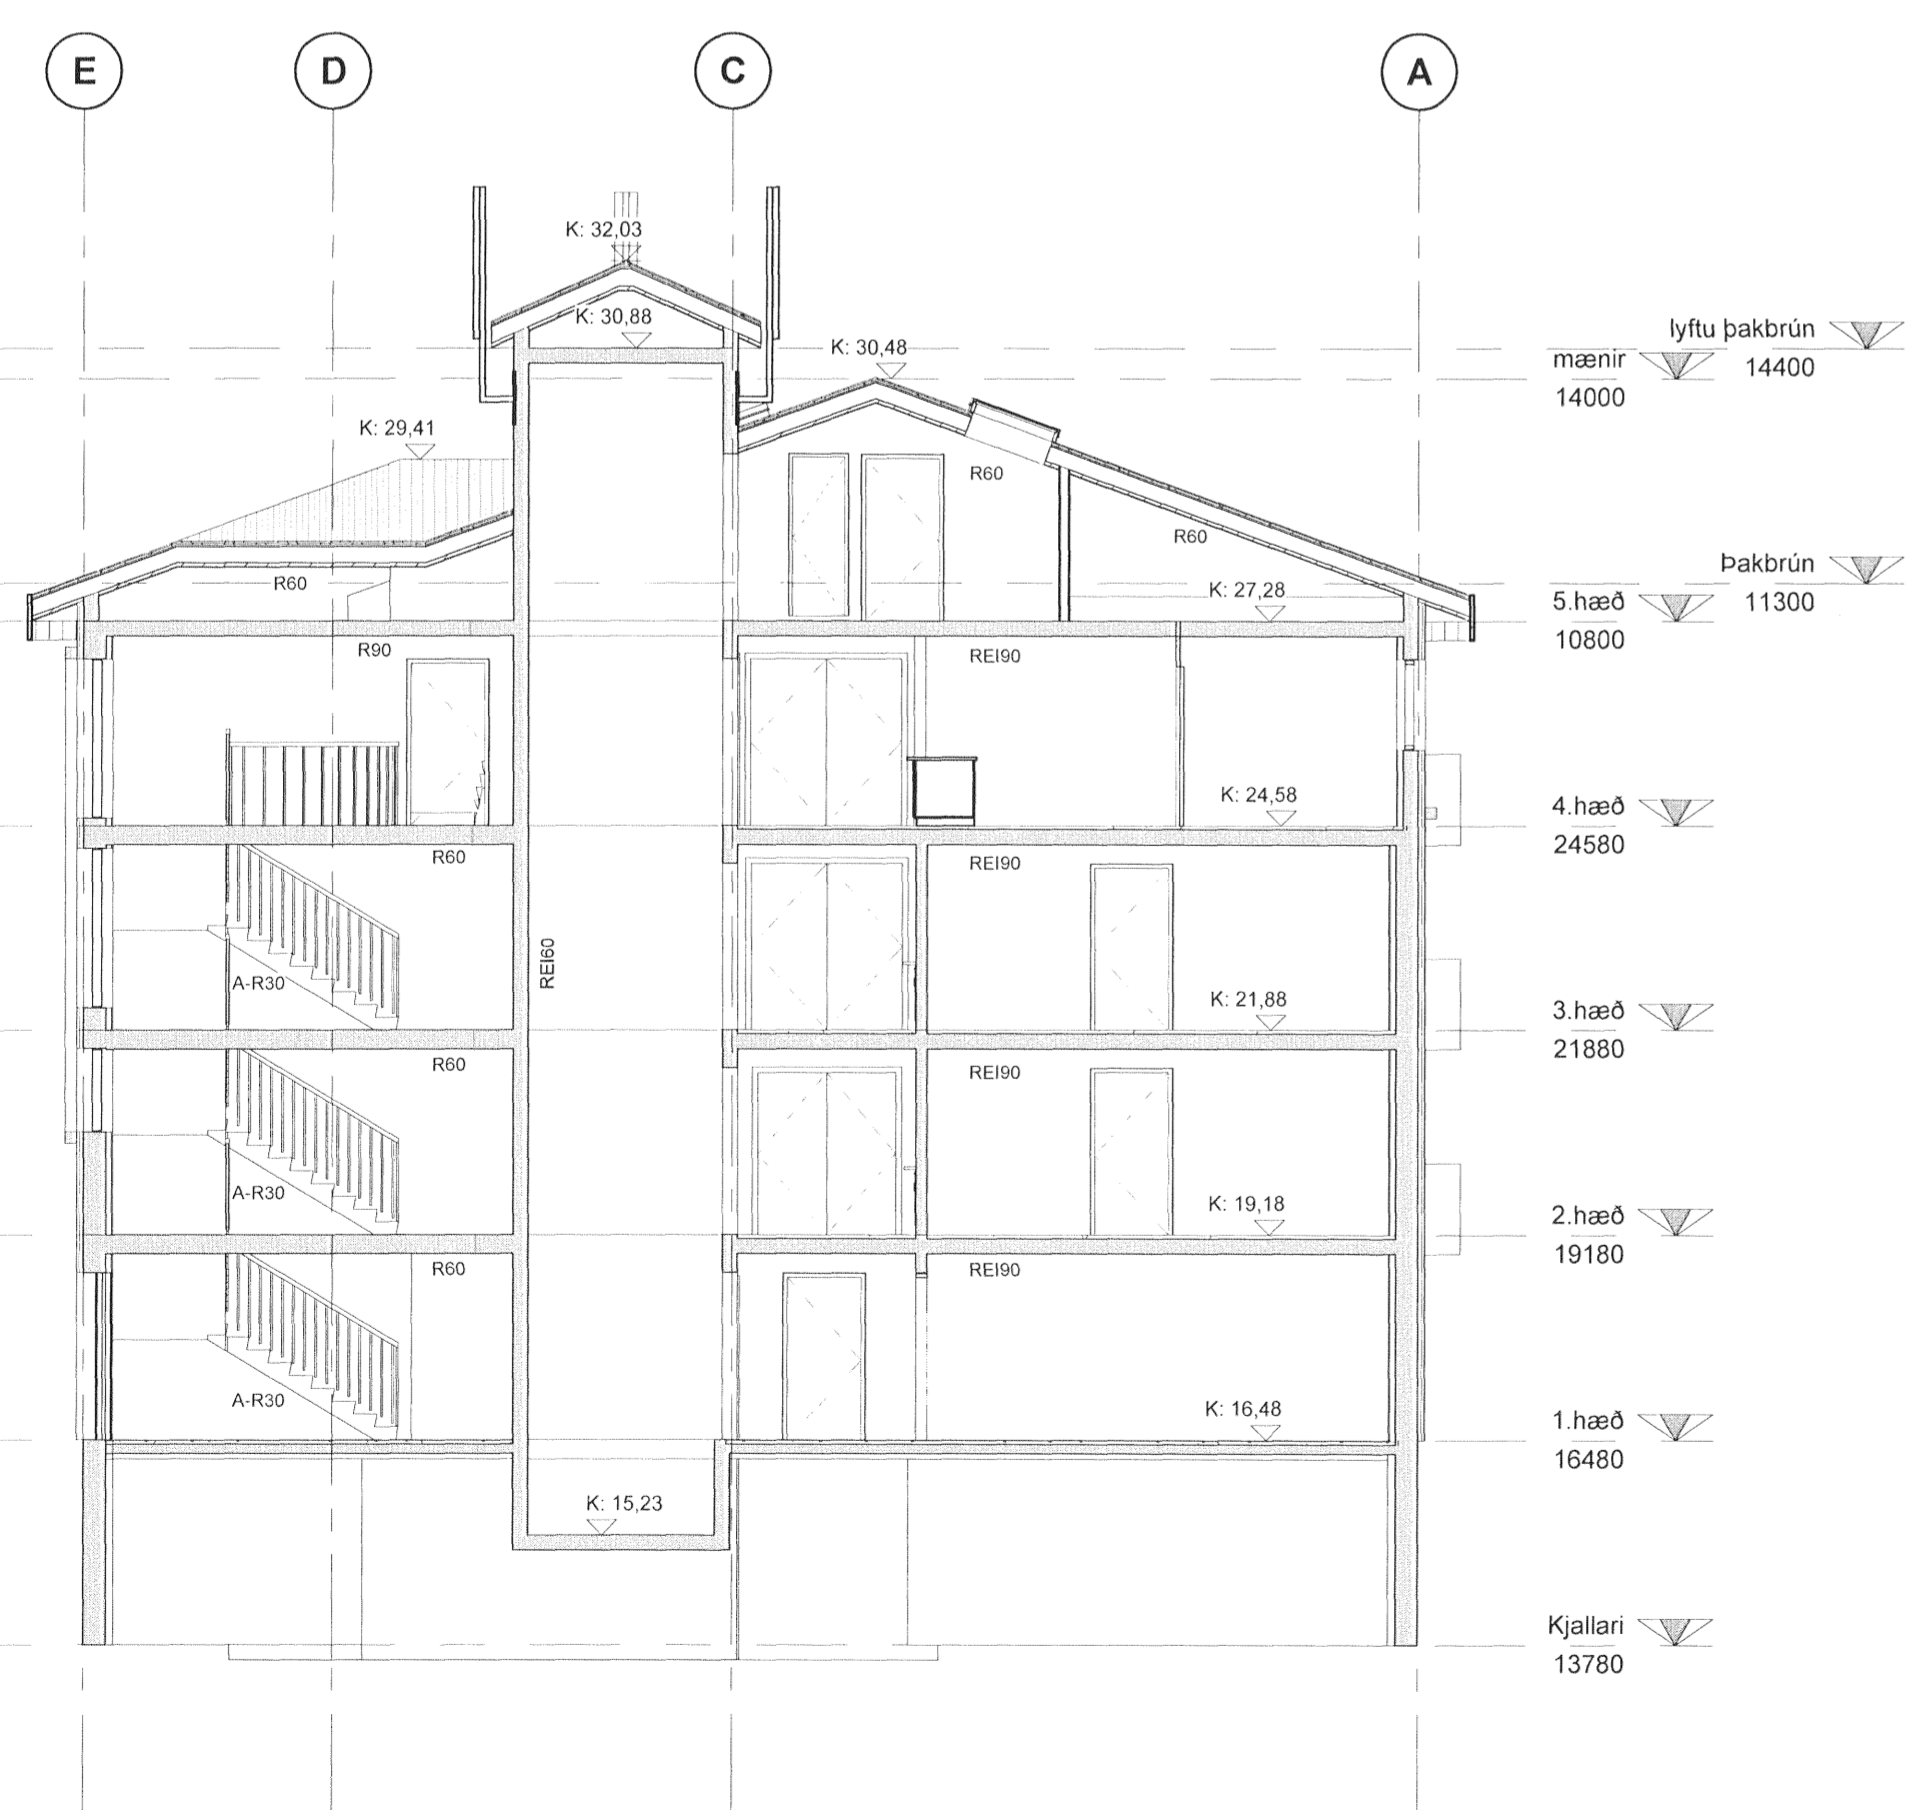 E
D
C
A
K: 32,03
K: 30,88
K: 30,48
lyftu þakbrún
14400
mænir
14000
K: 29,41
R60
R60
R60
Þakbrún
11300
K: 27,28
5.hæð
10800
R90
REI90
K: 24,58
4.hæð
24580
R60
REI90
REI60
A-R30
K: 21,88
3.hæð
21880
R60
REI90
A-R30
K: 19,18
2.hæð
19180
R60
REI90
A-R30
K: 16,48
1.hæð
16480
K: 15,23
Kjallari
13780